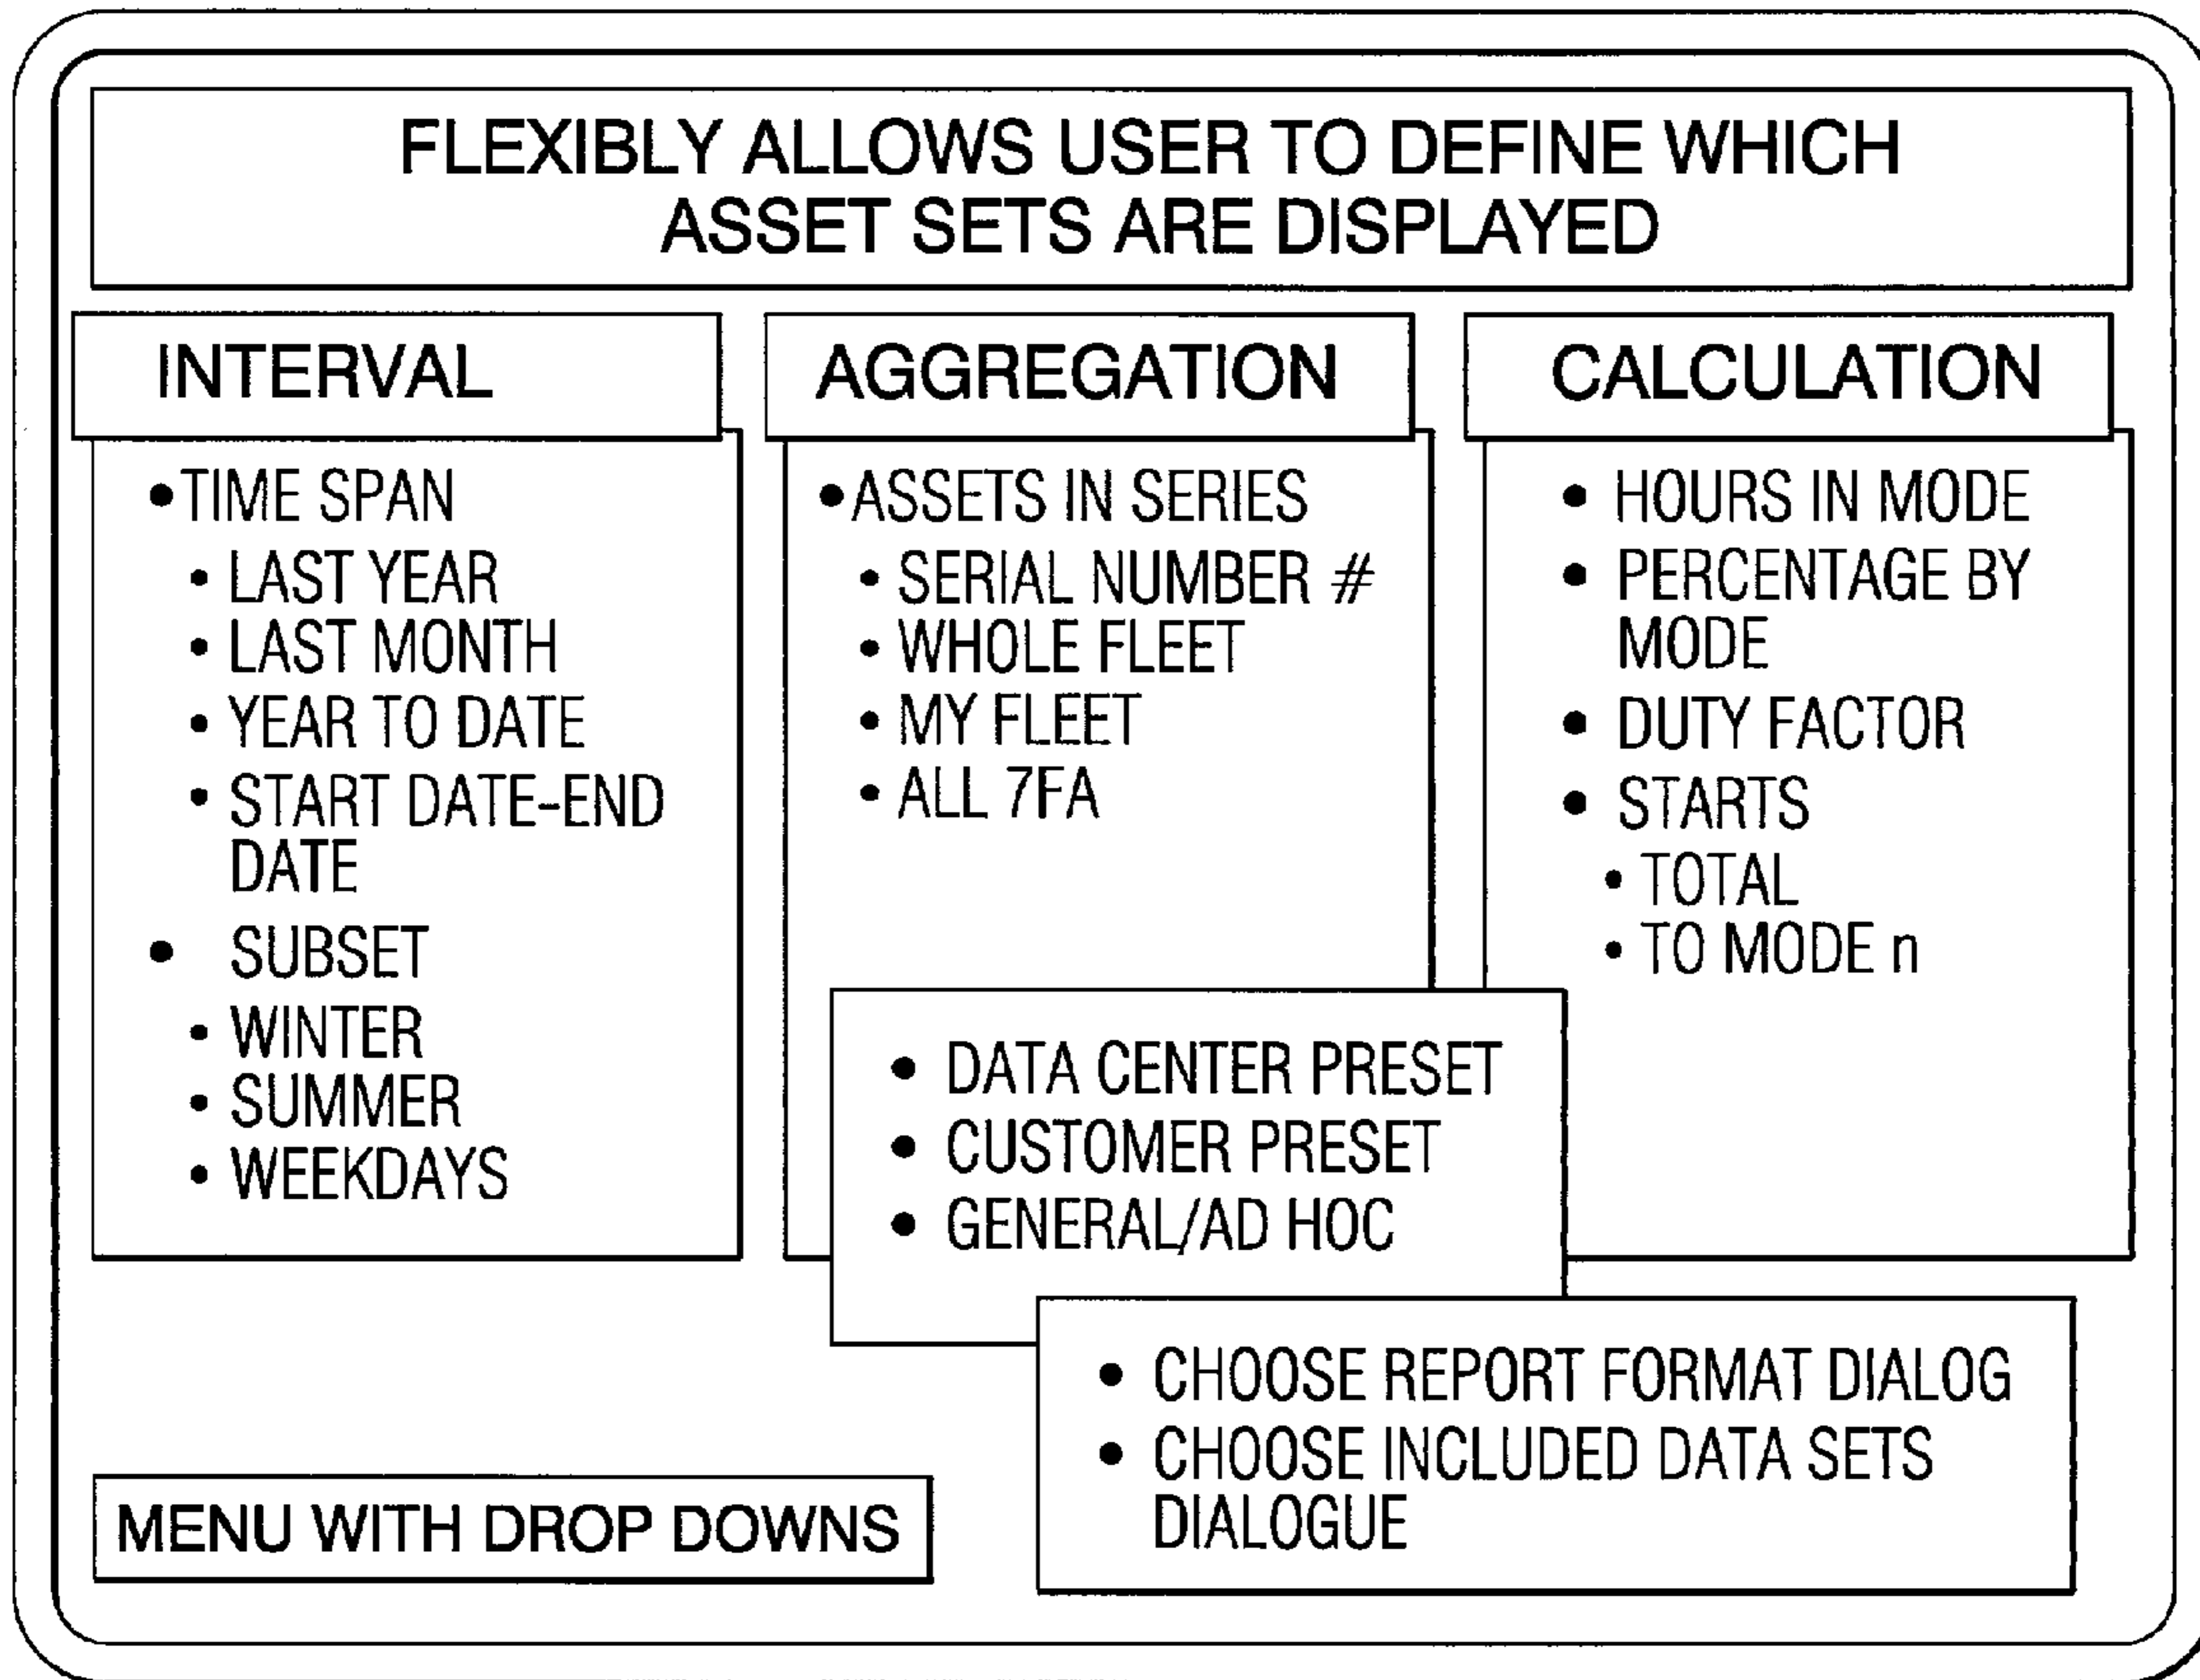 FLEXIBLY ALLOWS USER TO DEFINE WHICH
ASSET SETS ARE DISPLAYED
INTERVAL
•TIME SPAN
• LAST YEAR
• LAST MONTH
• YEAR TO DATE
• START DATE-END
DATE
• SUBSET
• WINTER
• SUMMER
• WEEKDAYS
AGGREGATION
•ASSETS IN SERIES
• SERIAL NUMBER #
• WHOLE FLEET
• MY FLEET
• ALL 7FA
CALCULATION
• HOURS IN MODE
• PERCENTAGE BY
MODE
• DUTY FACTOR
• STARTS
• TOTAL
• TO MODE n
• DATA CENTER PRESET
• CUSTOMER PRESET
• GENERAL/AD HOC
• CHOOSE REPORT FORMAT DIALOG
• CHOOSE INCLUDED DATA SETS
DIALOGUE
MENU WITH DROP DOWNS